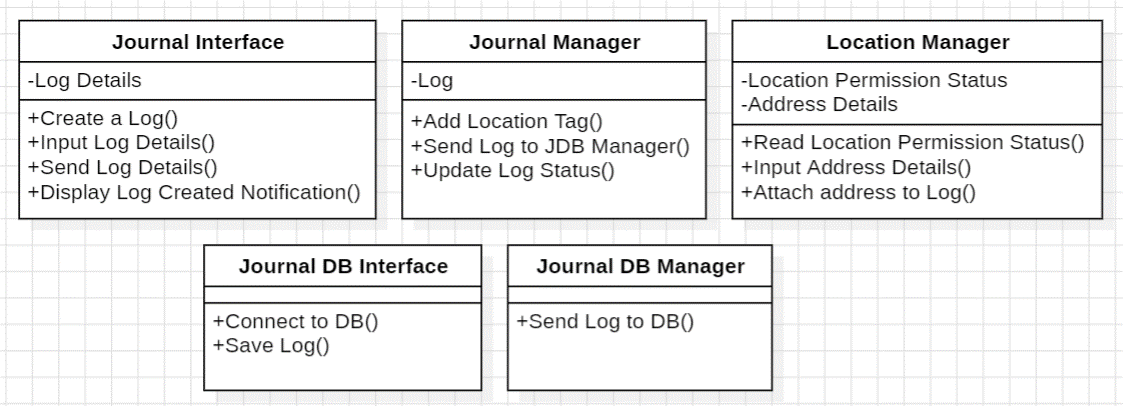 Journal Interface
-Log Details
+Create a Log()
+Input Log Details()
+Send Log Details()
+Display Log Created Notification()
Journal Manager
-Log
+Add Location Tag()
+Send Log to JDB Manager()
+Update Log Status()
Location Manager
-Location Permission Status
-Address Details
+Read Location Permission Status()
+Input Address Details()
+Attach address to Log()
Journal DB Interface
+Connect to DB()
+Save Log()
Journal DB Manager
+Send Log to DB()